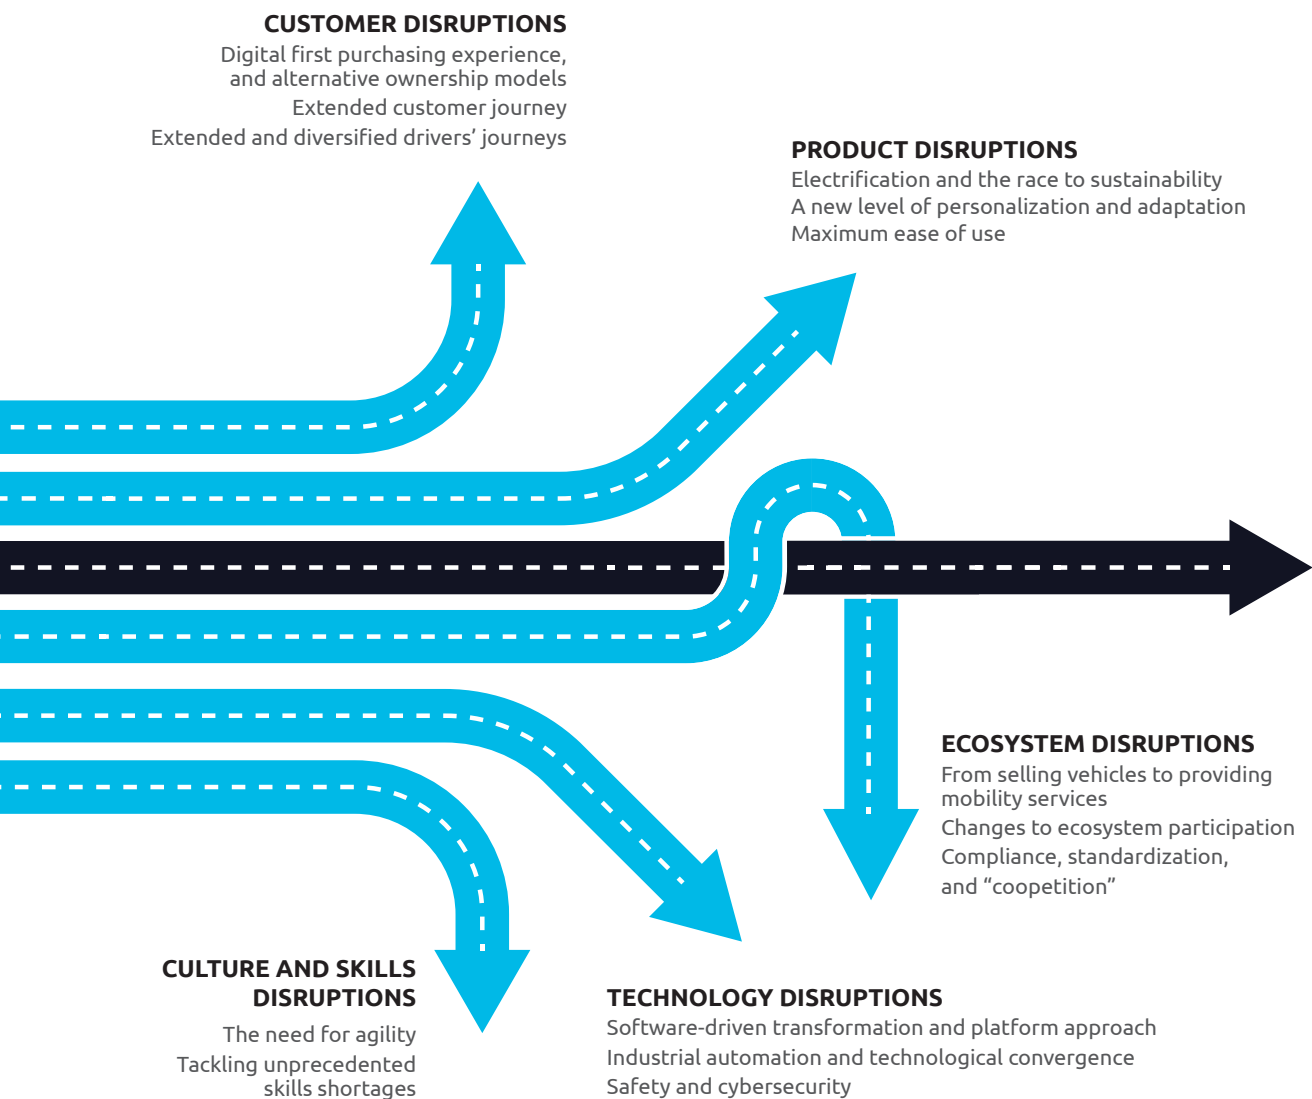 CUSTOMER DISRUPTIONS
Digital first purchasing experience,
and alternative ownership models
Extended customer journey
Extended and diversified drivers’ journeys
PRODUCT DISRUPTIONS
Electrification and the race to sustainability
A new level of personalization and adaptation
Maximum ease of use
ECOSYSTEM DISRUPTIONS
From selling vehicles to providing
mobility services
Changes to ecosystem participation
Compliance, standardization,
and “coopetition”
CULTURE AND SKILLS
DISRUPTIONS
The need for agility
Tackling unprecedented
skills shortages
TECHNOLOGY DISRUPTIONS
Software-driven transformation and platform approach
Industrial automation and technological convergence
Safety and cybersecurity